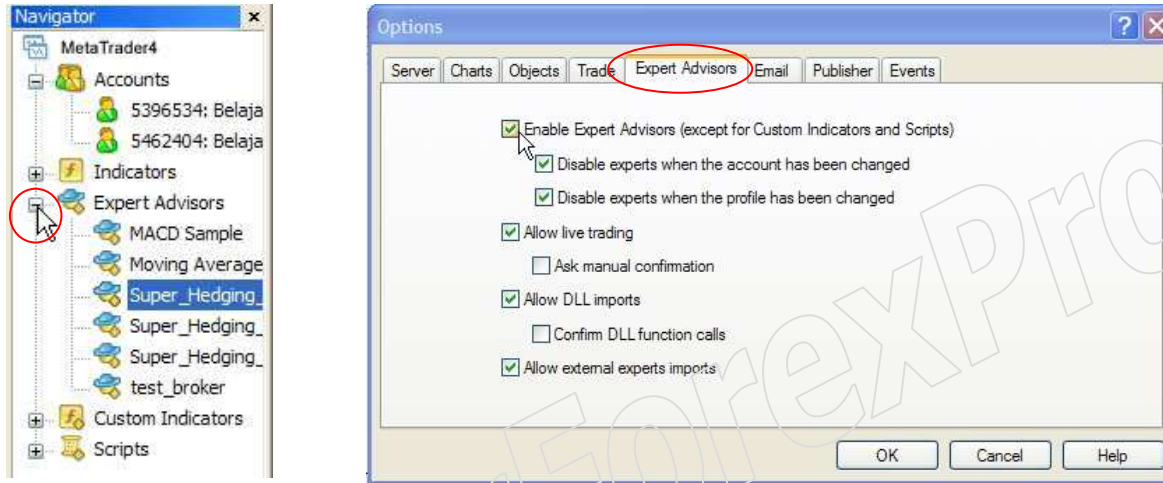 Navigator
MetaTrader4
Accounts
5396534: Belaja
5462404: Belaja
Indicators
Expert Advisors
MACD Sample
Moving Average
Super_Hedging_
Super_Hedging_
Super_Hedging_
test_broker
Custom Indicators
Scripts
Options
Server Charts Objects Trade Expert Advisors Email Publisher Events
Enable Expert Advisors (except for Custom Indicators and Scripts)
Disable experts when the account has been changed
Disable experts when the profile has been changed
Allow live trading
Ask manual confirmation
Allow DLL imports
Confirm DLL function calls
Allow external experts imports
OK Cancel Help
ForexPro